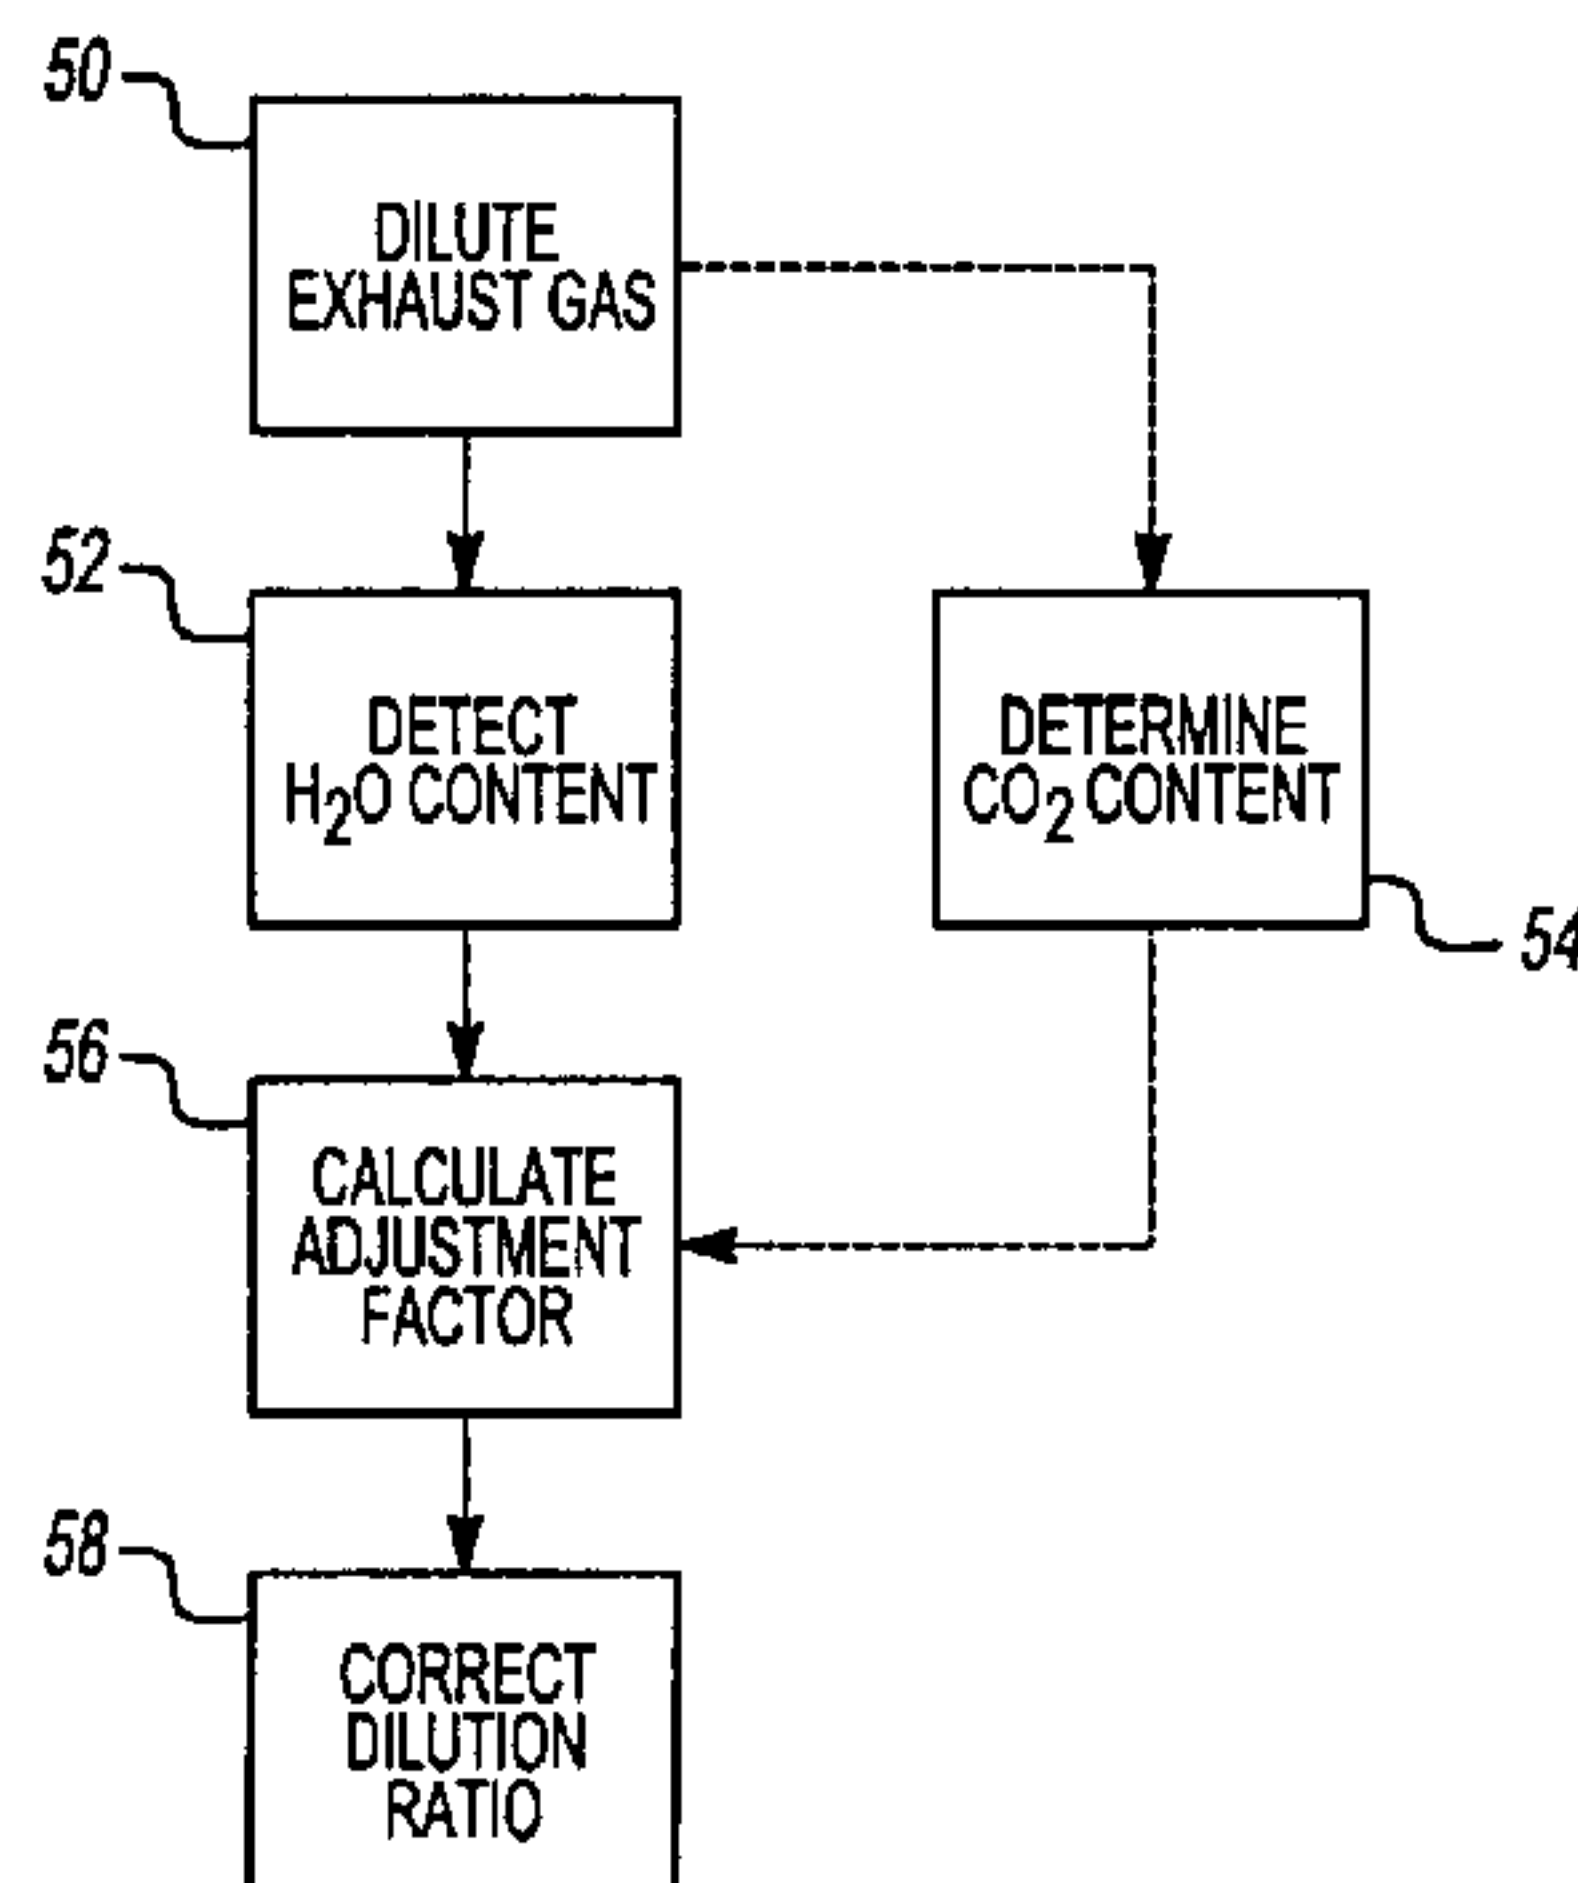 50
DILUTE
EXHAUST GAS
52
DETECT
H₂O CONTENT
DETERMINE
CO₂ CONTENT
54
56
CALCULATE
ADJUSTMENT
FACTOR
58
CORRECT
DILUTION
RATIO